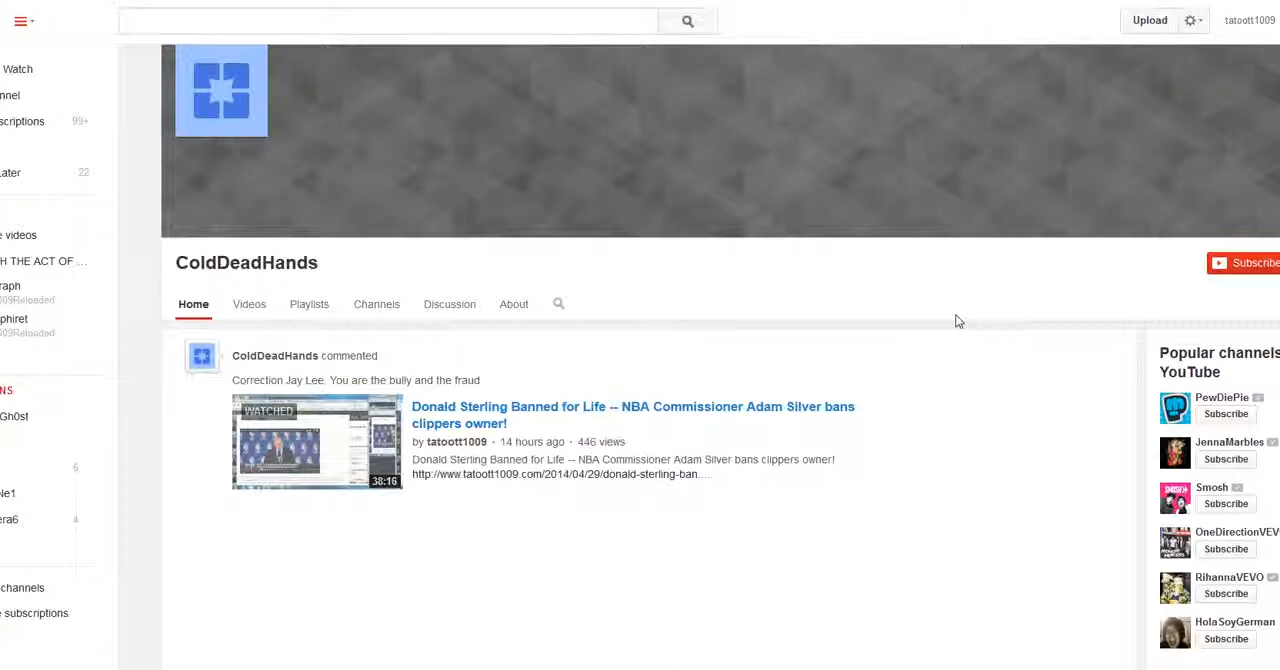 Upload
tatoott1009
Watch
nnel
scriptions 99+
ater 22
e videos
H THE ACT OF ...
raph
009Reloaded
phiret
009Reloaded
NS
Gh0st
6
Ne1
era6 4
channels
e subscriptions
ColdDeadHands
Subscribe
Home Videos Playlists Channels Discussion About
ColdDeadHands commented
Correction Jay Lee. You are the bully and the fraud
WATCHED
38:16
Donald Sterling Banned for Life -- NBA Commissioner Adam Silver bans
clippers owner!
by tatoott1009 · 14 hours ago · 446 views
Donald Sterling Banned for Life -- NBA Commissioner Adam Silver bans clippers owner!
http://www.tatoott1009.com/2014/04/29/donald-sterling-ban.....
Popular channels
YouTube
PewDiePie
Subscribe
JennaMarbles
Subscribe
Smosh
Subscribe
OneDirectionVEV
Subscribe
RihannaVEVO
Subscribe
HolaSoyGerman
Subscribe